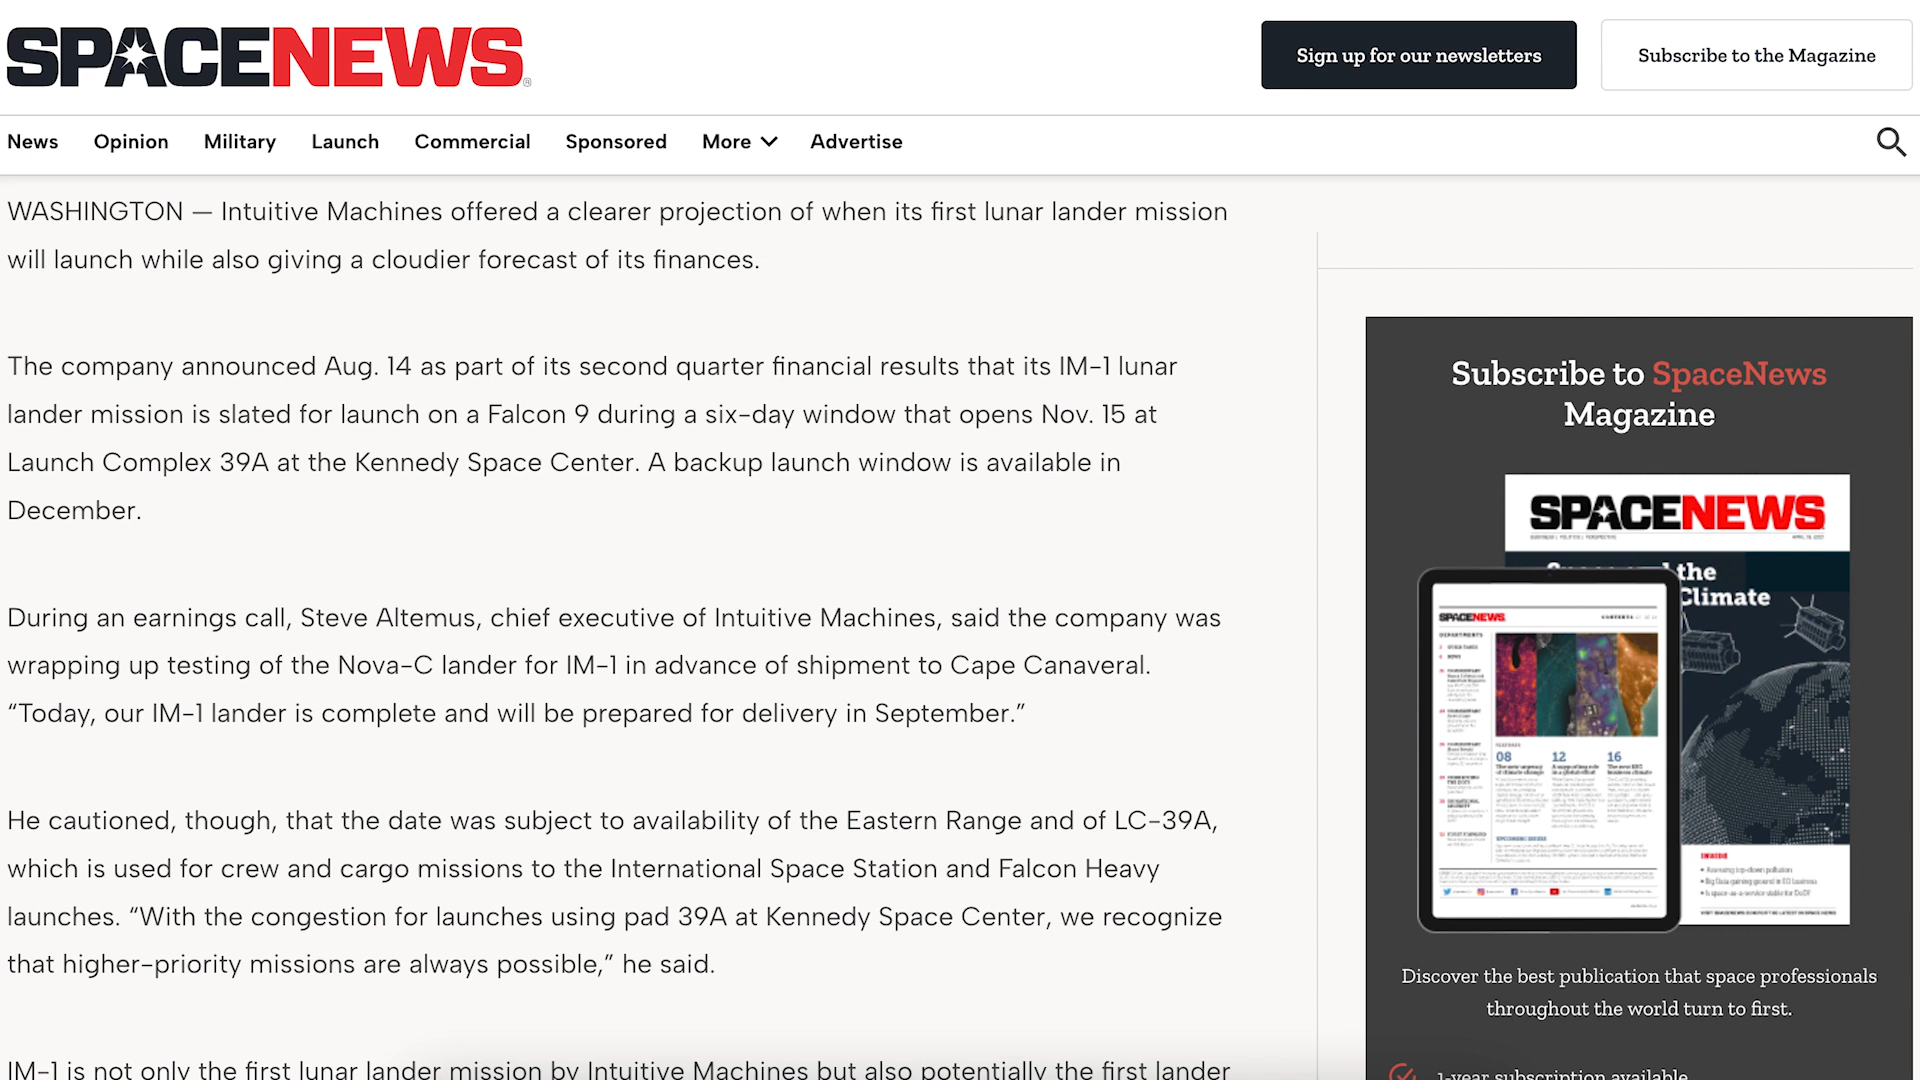 SPACENEWS®
Sign up for our newsletters
Subscribe to the Magazine
News Opinion Military Launch Commercial Sponsored More Advertise
WASHINGTON — Intuitive Machines offered a clearer projection of when its first lunar lander mission
will launch while also giving a cloudier forecast of its finances.
The company announced Aug. 14 as part of its second quarter financial results that its IM-1 lunar
lander mission is slated for launch on a Falcon 9 during a six-day window that opens Nov. 15 at
Launch Complex 39A at the Kennedy Space Center. A backup launch window is available in
December.
During an earnings call, Steve Altemus, chief executive of Intuitive Machines, said the company was
wrapping up testing of the Nova-C lander for IM-1 in advance of shipment to Cape Canaveral.
“Today, our IM-1 lander is complete and will be prepared for delivery in September.”
He cautioned, though, that the date was subject to availability of the Eastern Range and of LC-39A,
which is used for crew and cargo missions to the International Space Station and Falcon Heavy
launches. “With the congestion for launches using pad 39A at Kennedy Space Center, we recognize
that higher-priority missions are always possible,” he said.
IM-1 is not only the first lunar lander mission by Intuitive Machines but also potentially the first lander
Subscribe to SpaceNews
Magazine
SPACENEWS
the
Climate
SPACENEWS
08 12 16
INSIDE
Discover the best publication that space professionals
throughout the world turn to first.
1-year subscription available